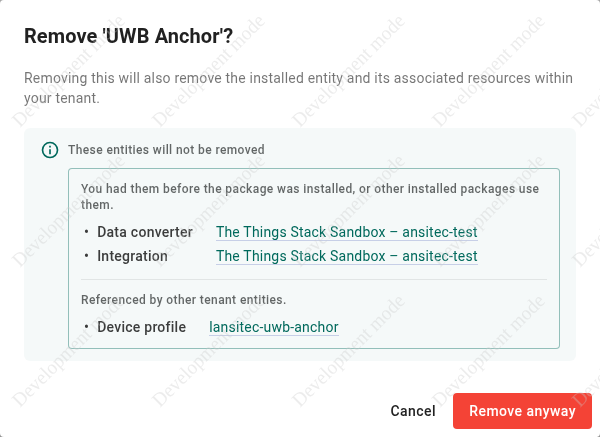 Remove 'UWB Anchor'?
Removing this will also remove the installed entity and its associated resources within
your tenant.
These entities will not be removed
You had them before the package was installed, or other installed packages use
them.
• Data converter The Things Stack Sandbox – ansitec-test
• Integration The Things Stack Sandbox – ansitec-test
Referenced by other tenant entities.
• Device profile lansitec-uwb-anchor
Cancel Remove anyway
Development mode